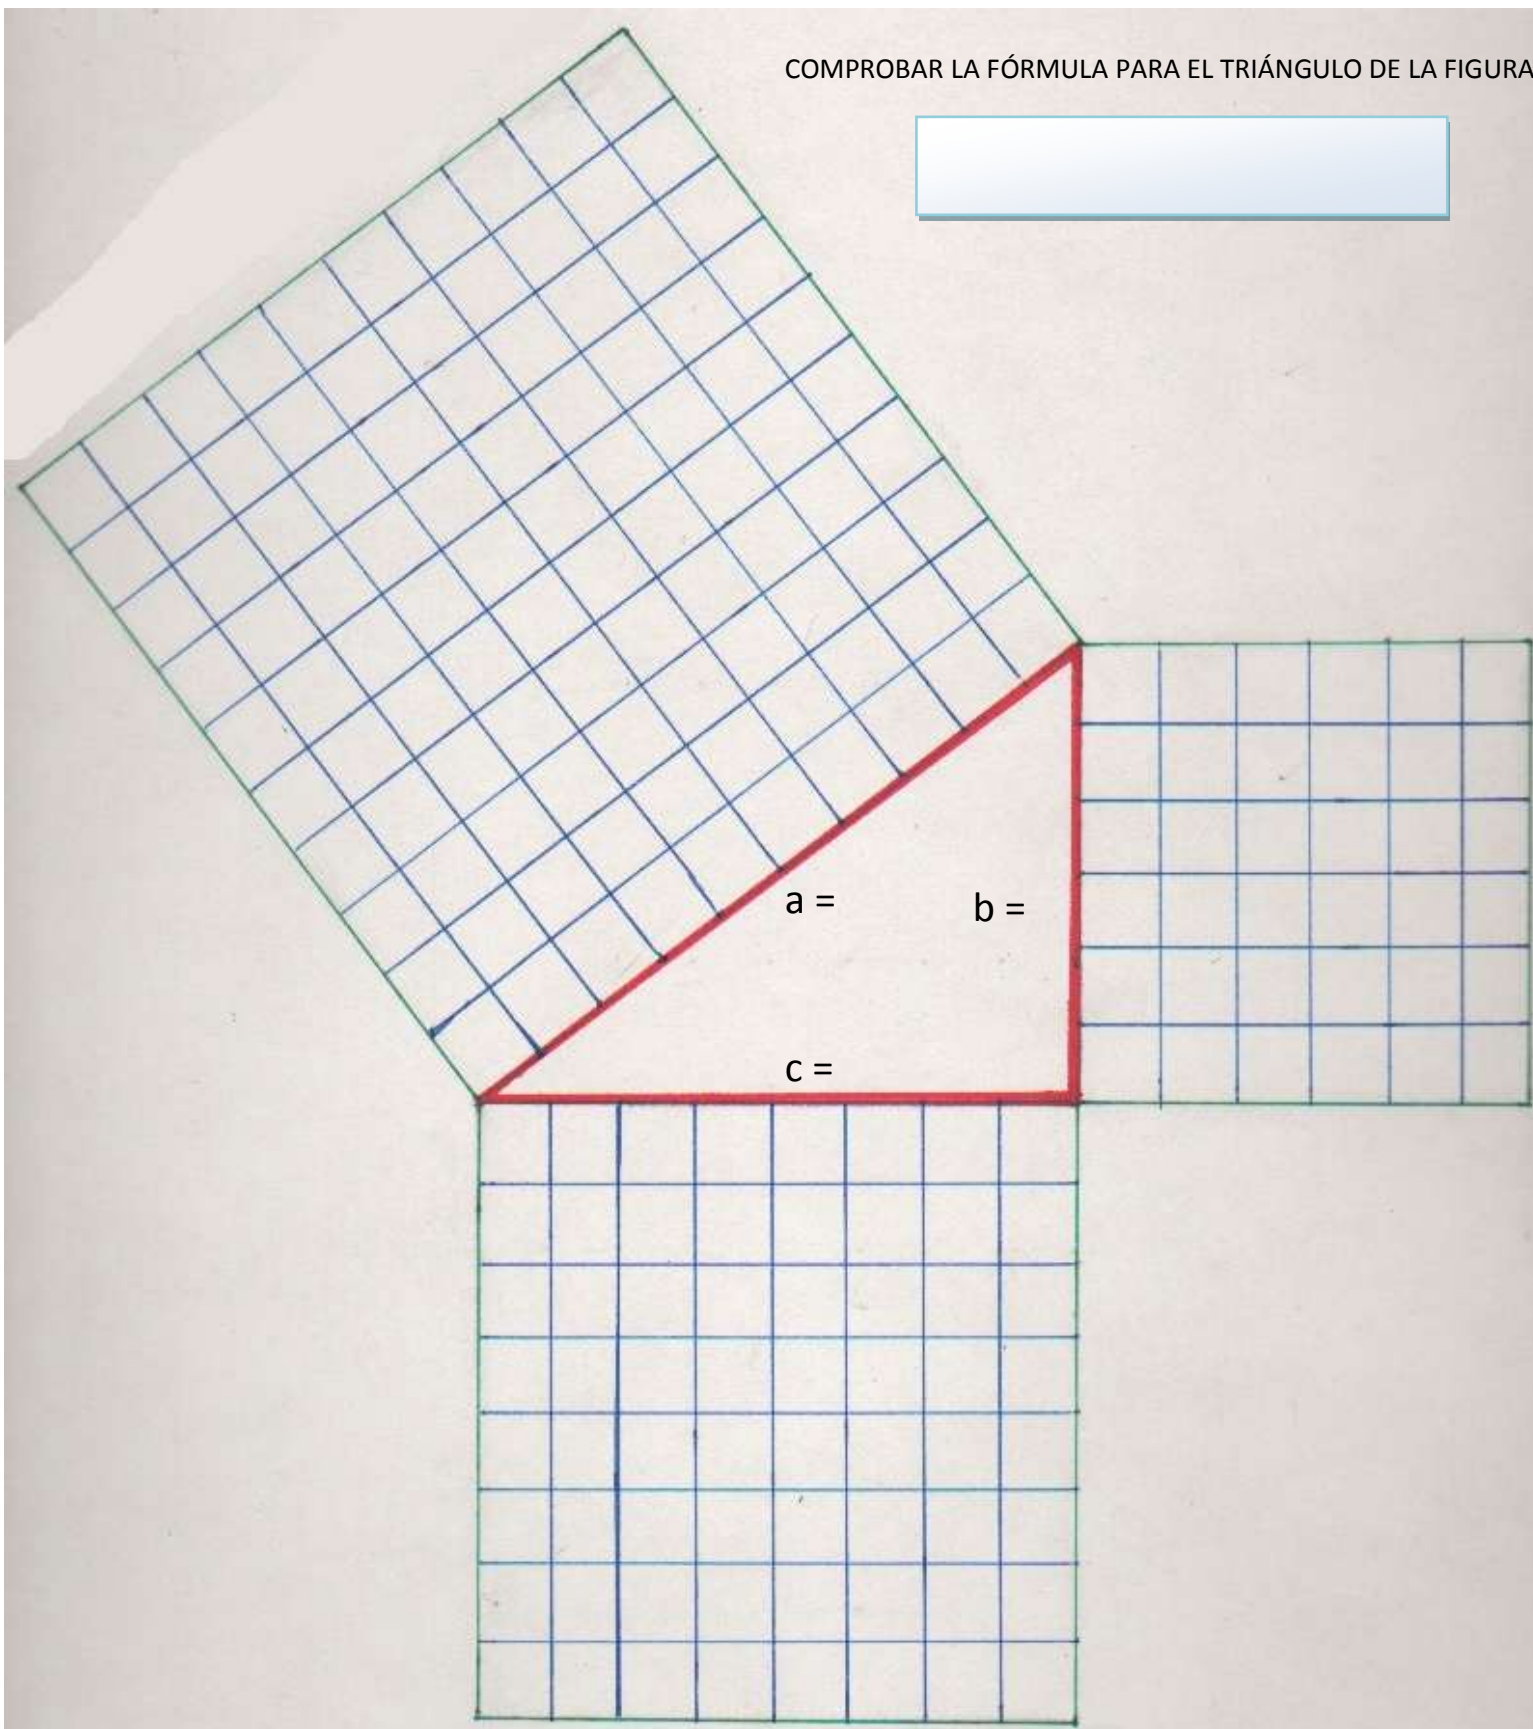 COMPROBAR LA FÓRMULA PARA EL TRIÁNGULO DE LA FIGURA
a =
b =
c =